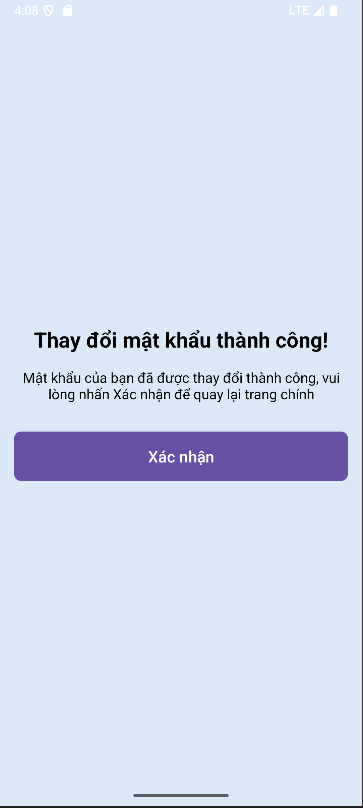 4:08
LTE
Thay đổi mật khẩu thành công!
Mật khẩu của bạn đã được thay đổi thành công, vui
lòng nhấn Xác nhận để quay lại trang chính
Xác nhận